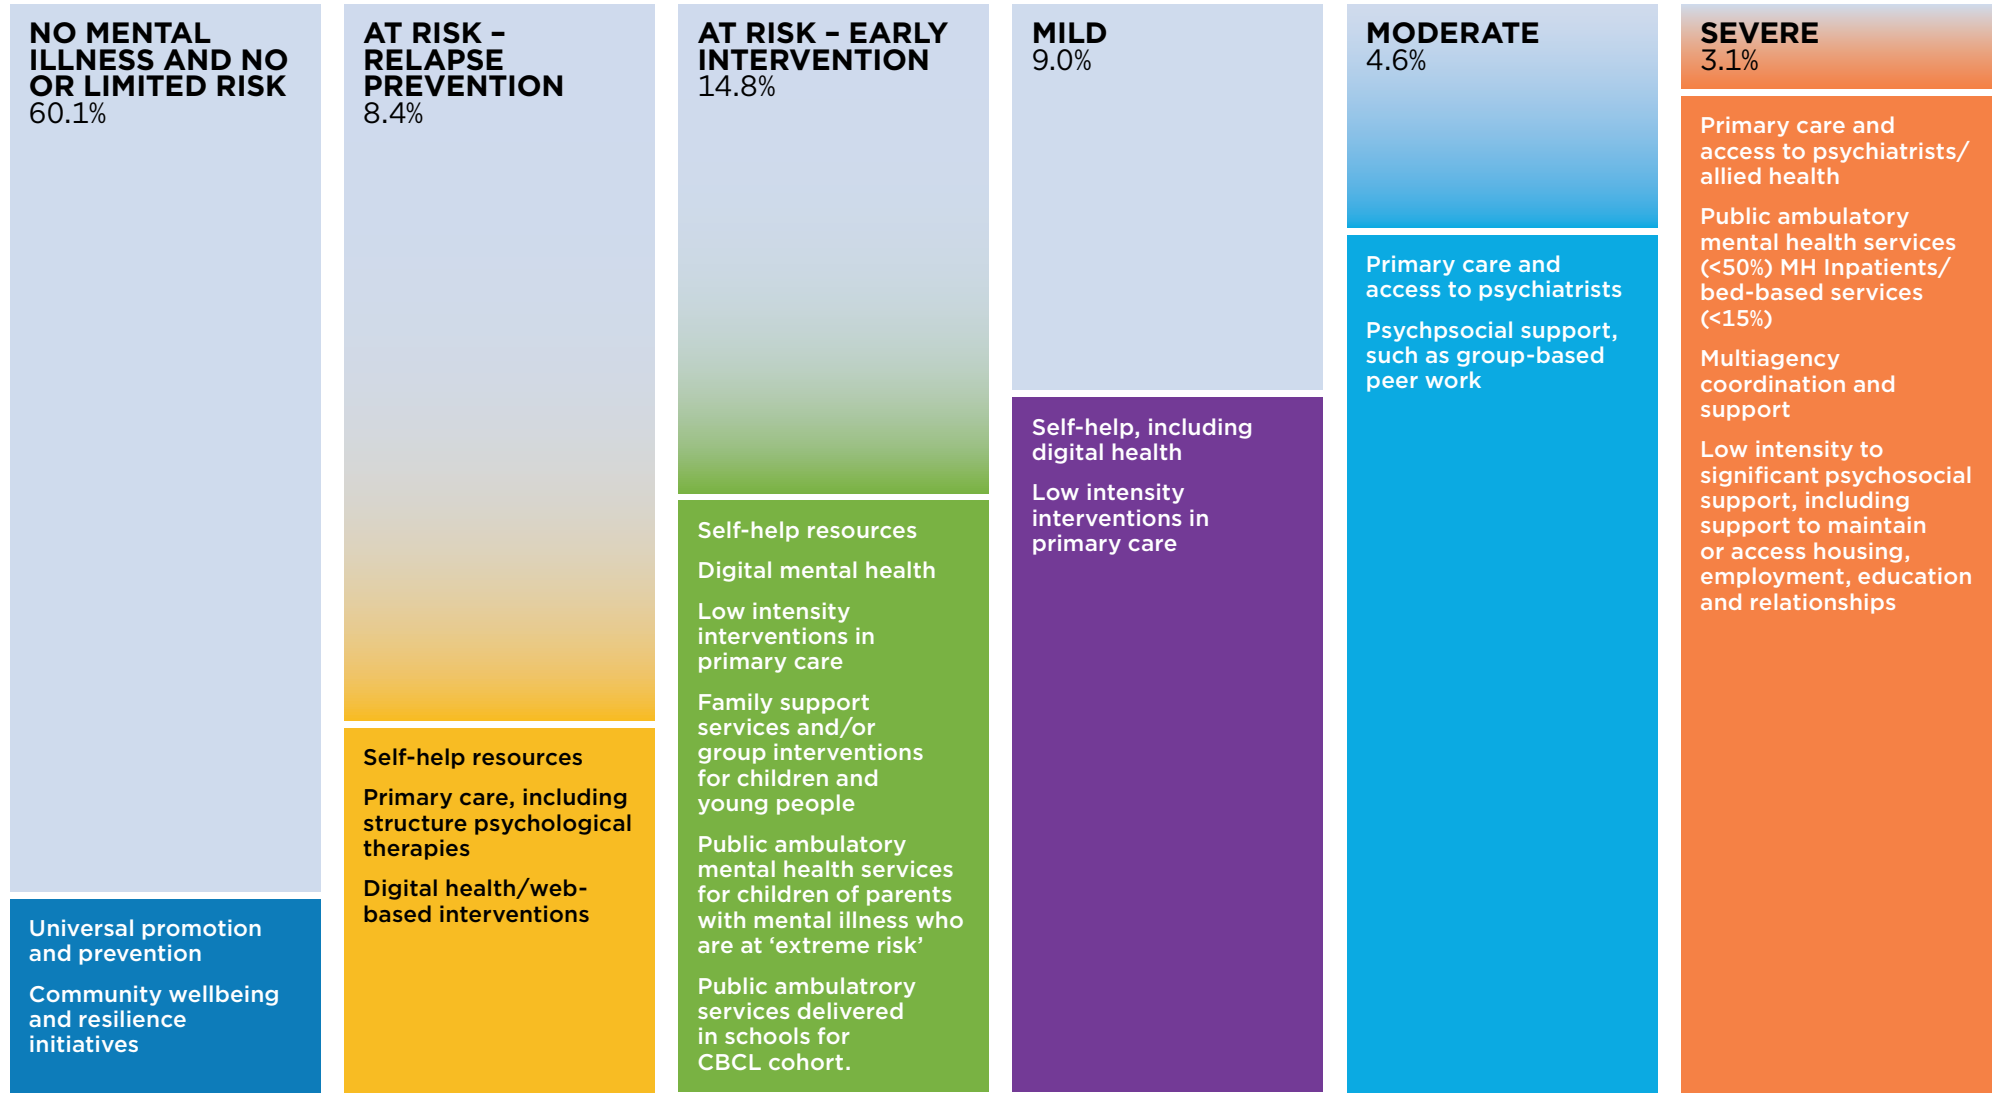 NO MENTAL
ILLNESS AND NO
OR LIMITED RISK
60.1%
Universal promotion
and prevention
Community wellbeing
and resilience
initiatives
AT RISK –
RELAPSE
PREVENTION
8.4%
Self-help resources
Primary care, including
structure psychological
therapies
Digital health/web-
based interventions
AT RISK – EARLY
INTERVENTION
14.8%
Self-help resources
Digital mental health
Low intensity
interventions in
primary care
Family support
services and/or
group interventions
for children and
young people
Public ambulatory
mental health services
for children of parents
with mental illness who
are at ‘extreme risk’
Public ambulatrory
services delivered
in schools for
CBCL cohort.
MILD
9.0%
Self-help, including
digital health
Low intensity
interventions in
primary care
MODERATE
4.6%
Primary care and
access to psychiatrists
Psychpsocial support,
such as group-based
peer work
SEVERE
3.1%
Primary care and
access to psychiatrists/
allied health
Public ambulatory
mental health services
(<50%) MH Inpatients/
bed-based services
(<15%)
Multiagency
coordination and
support
Low intensity to
significant psychosocial
support, including
support to maintain
or access housing,
employment, education
and relationships